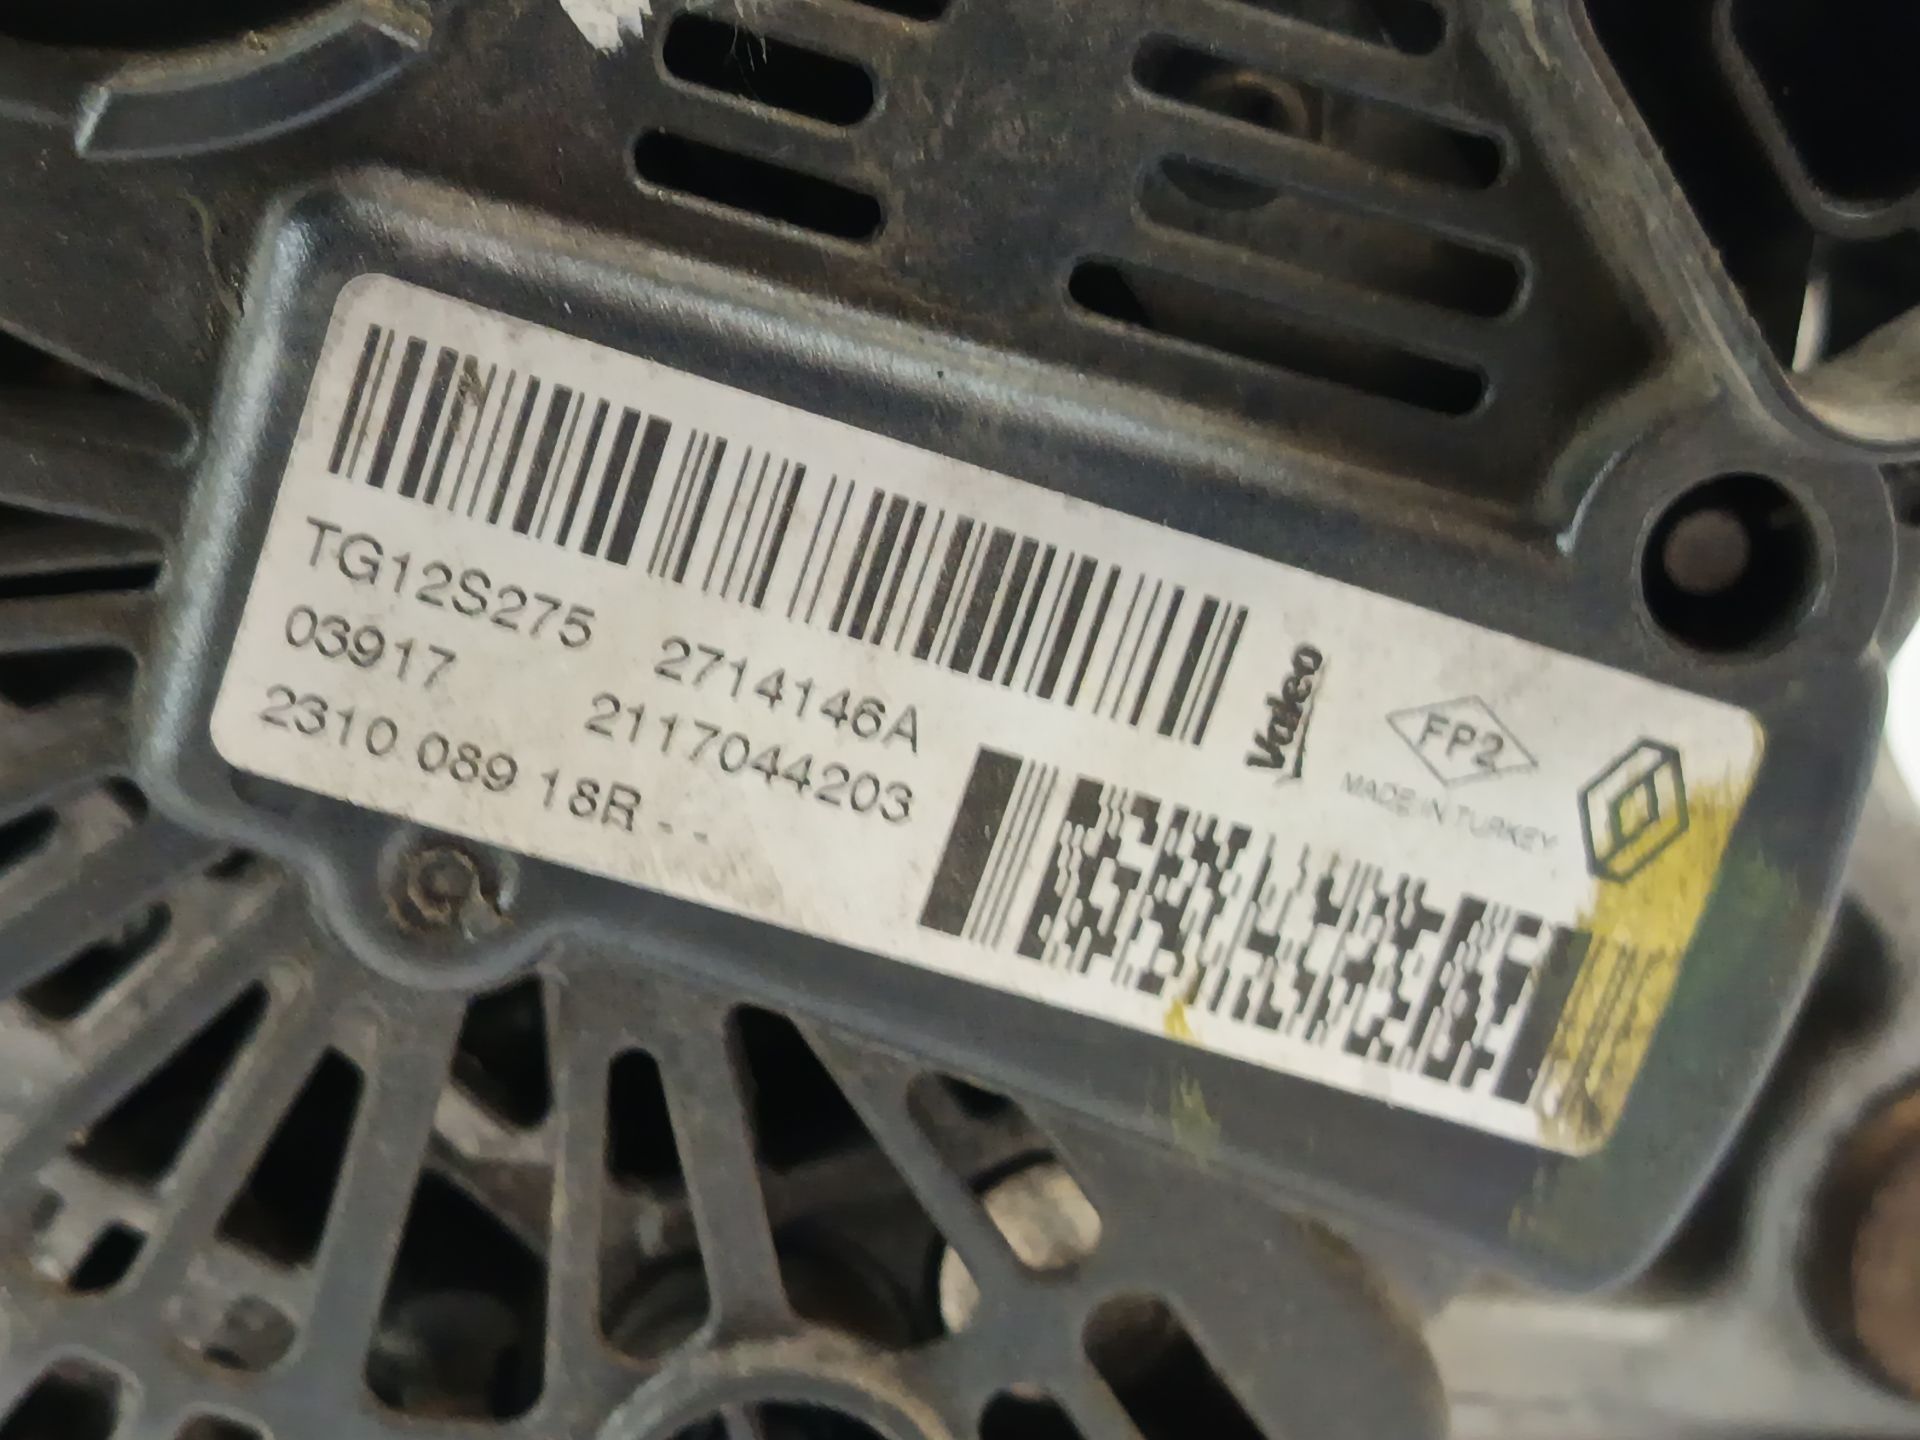 TG12S275 2714146A
03917 2117044203
2310 089 18R - -
Valeo
FP2
MADE IN TURKEY